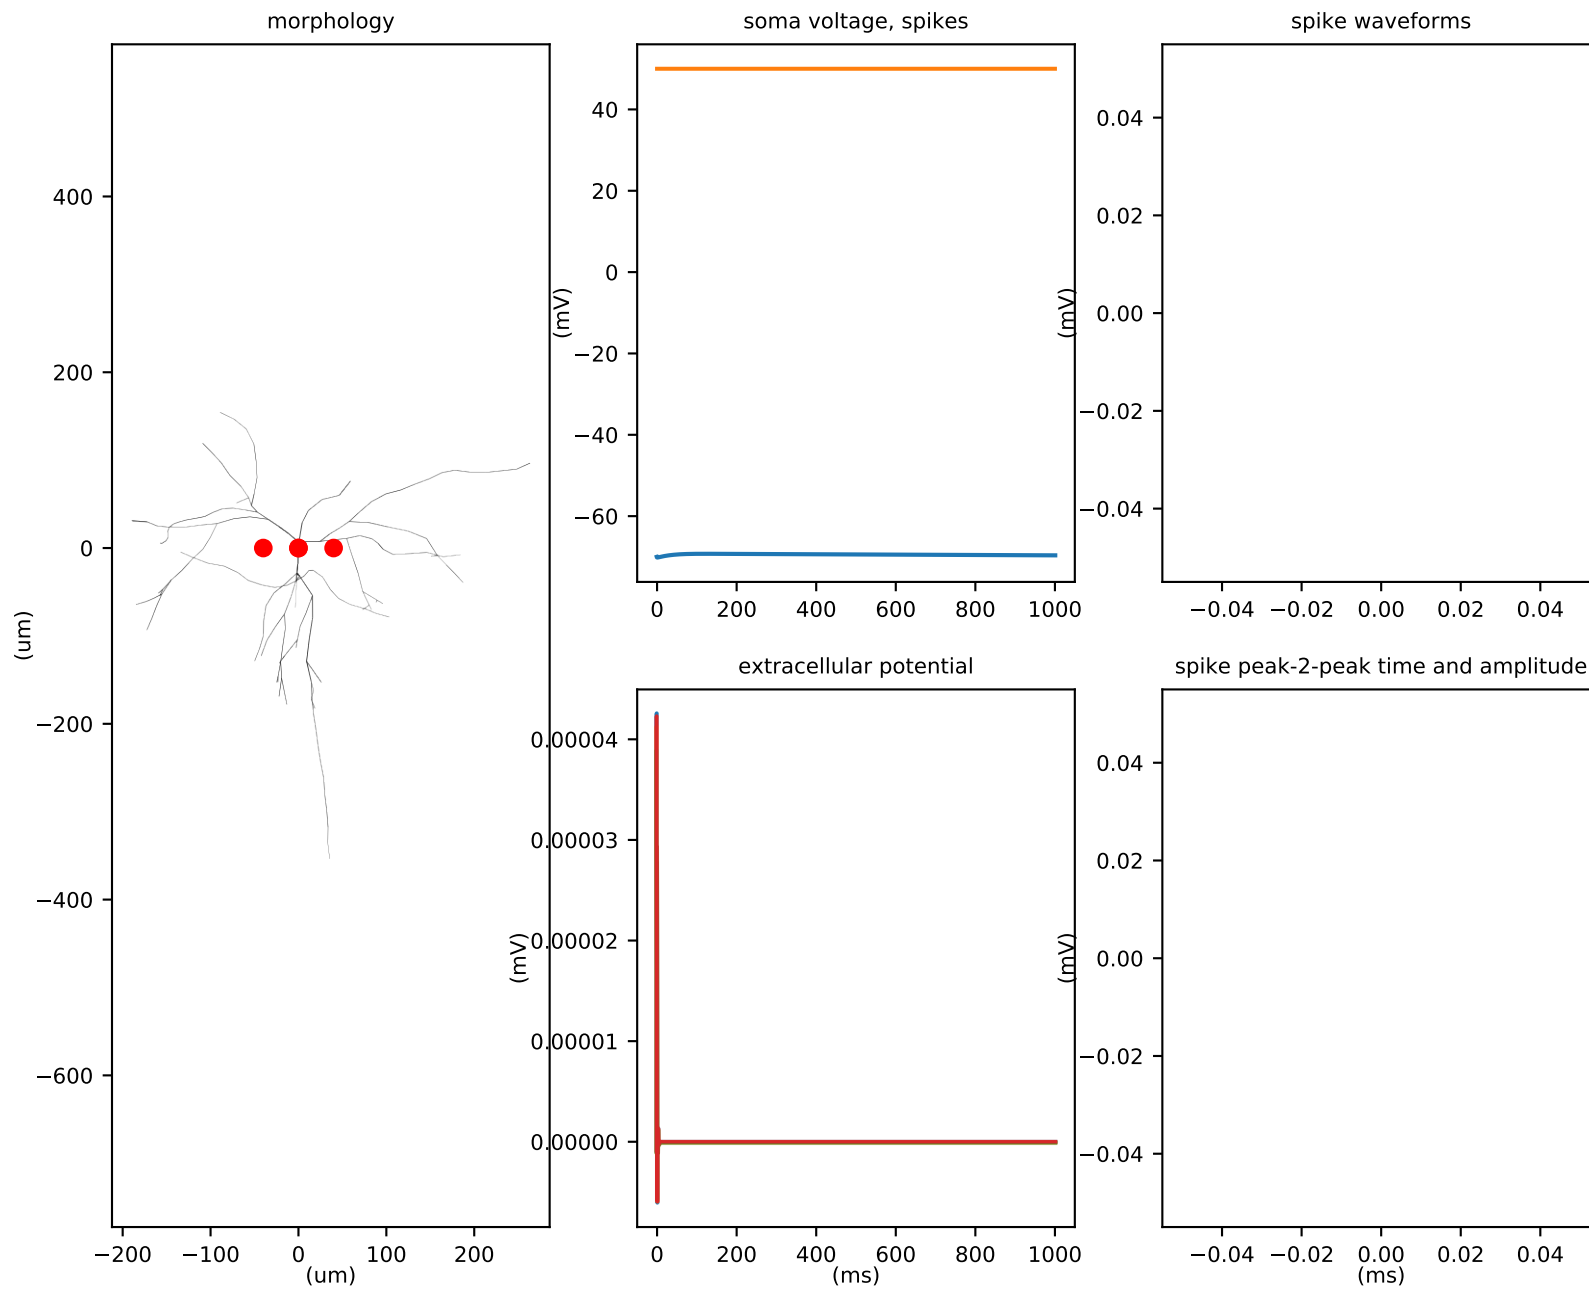 morphology
soma voltage, spikes
spike waveforms
400
200
0
−200
−400
−600
(um)
−200 −100 0 100 200
(um)
40
20
0
−20
−40
−60
(mV)
0 200 400 600 800 1000
0.04
0.02
0.00
−0.02
−0.04
(mV)
−0.04 −0.02 0.00 0.02 0.04
extracellular potential
spike peak-2-peak time and amplitude
0.00004
0.00003
0.00002
0.00001
0.00000
(mV)
0 200 400 600 800 1000
(ms)
0.04
0.02
0.00
−0.02
−0.04
(mV)
−0.04 −0.02 0.00 0.02 0.04
(ms)